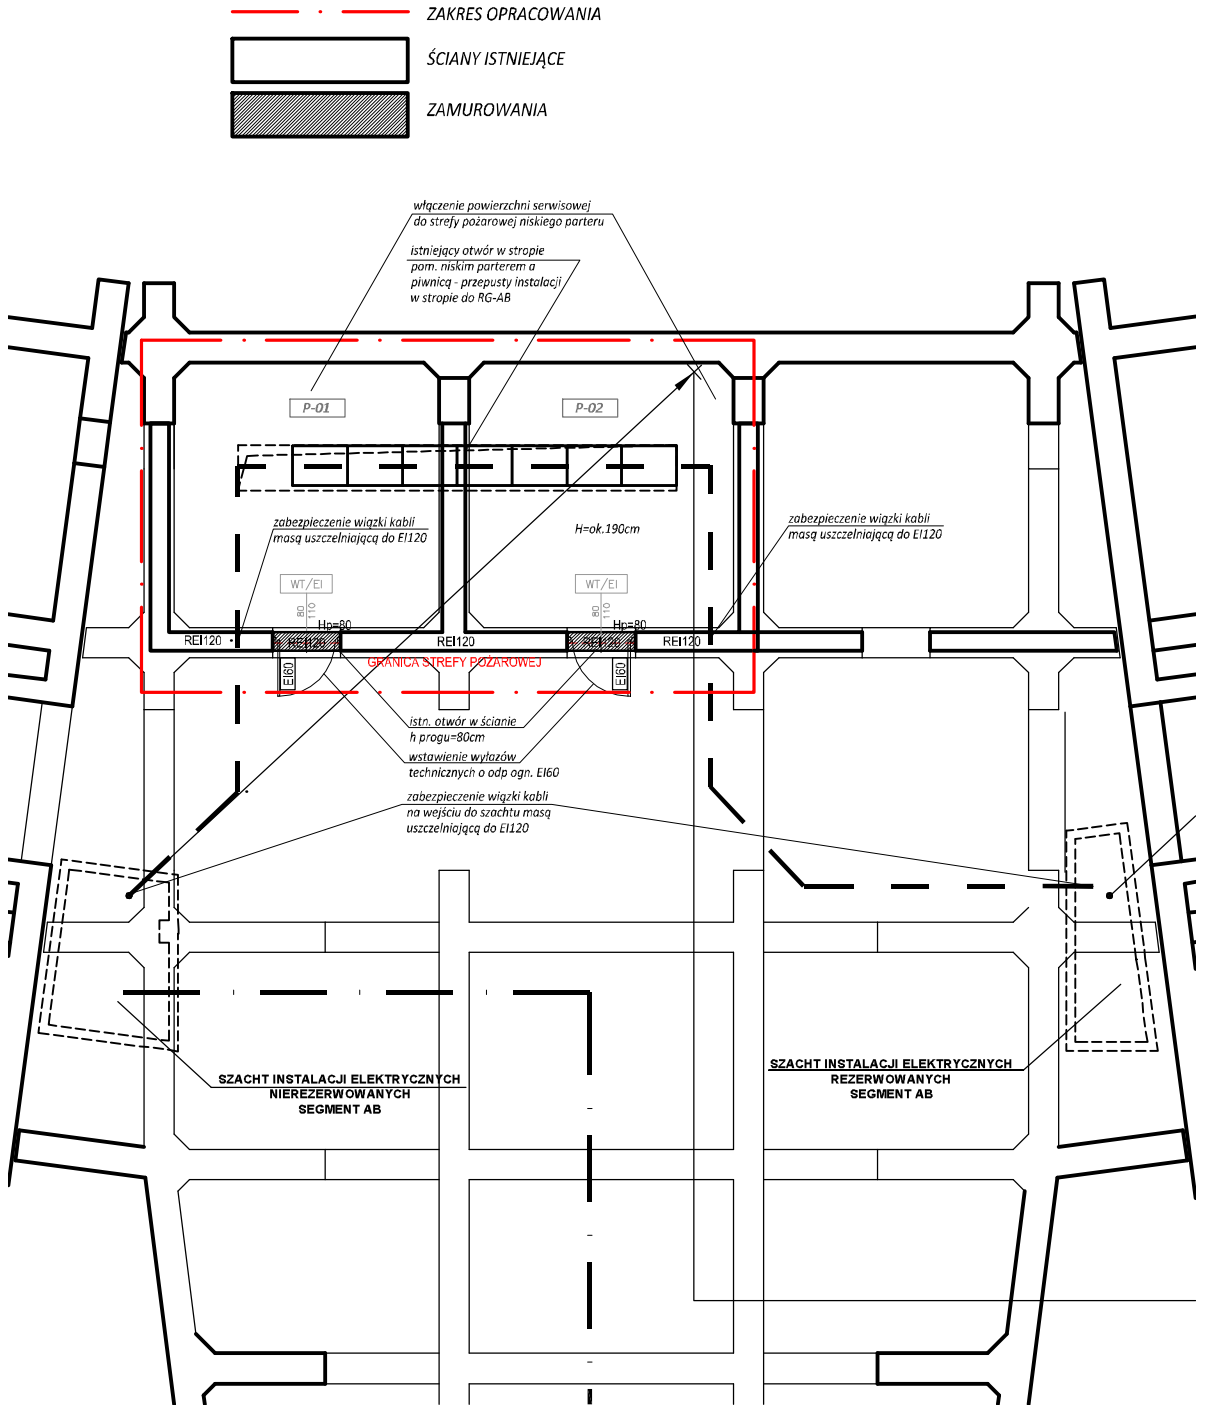 ZAKRES OPRACOWANIA
ŚCIANY ISTNIEJĄCE
ZAMUROWANIA
włączenie powierzchni serwisowej
do strefy pożarowej niskiego parteru
istniejący otwór w stropie
pom. niskim parterem a
piwnicą - przepusty instalacji
w stropie do RG-AB
P-01
P-02
zabezpieczenie wiązki kabli
masą uszczelniającą do EI120
H=ok.190cm
zabezpieczenie wiązki kabli
masą uszczelniającą do EI120
WT/EI
80
110
WT/EI
80
110
Hp=80
Hp=80
REI120
REI120
REI120
REI120
REI120
GRANICA STREFY POŻAROWEJ
EI60
EI60
istn. otwór w ścianie
h progu=80cm
wstawienie wyłazów
technicznych o odp ogn. EI60
zabezpieczenie wiązki kabli
na wejściu do szachtu masą
uszczelniającą do EI120
SZACHT INSTALACJI ELEKTRYCZNYCH
NIEREZERWOWANYCH
SEGMENT AB
SZACHT INSTALACJI ELEKTRYCZNYCH
REZERWOWANYCH
SEGMENT AB